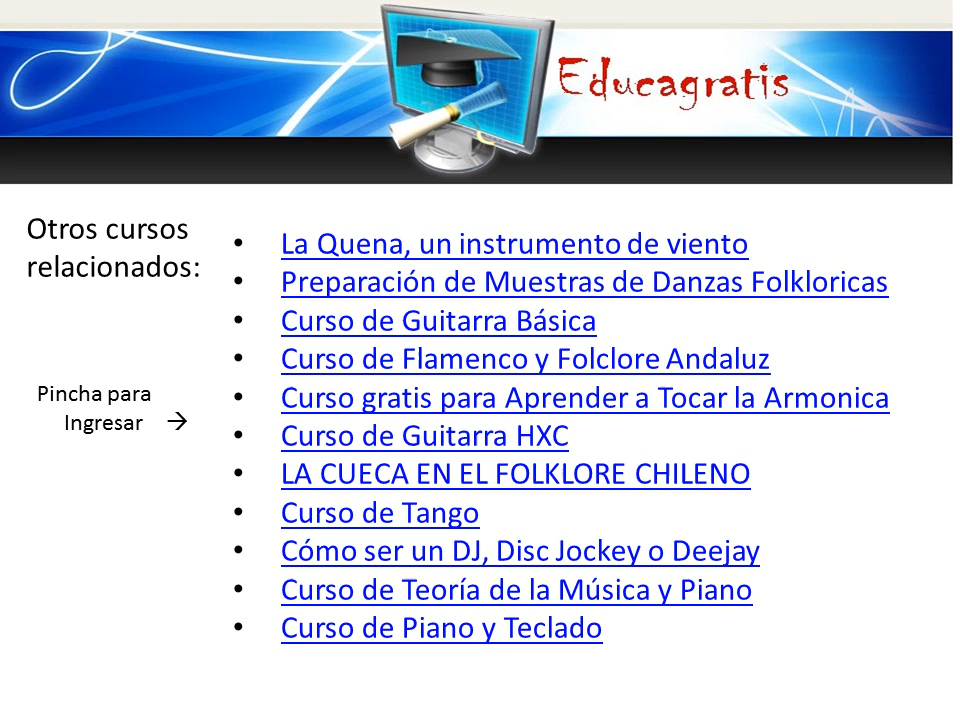 Educagratis
Otros cursos
relacionados:
Pincha para
Ingresar →
• La Quena, un instrumento de viento
• Preparación de Muestras de Danzas Folkloricas
• Curso de Guitarra Básica
• Curso de Flamenco y Folclore Andaluz
• Curso gratis para Aprender a Tocar la Armonica
• Curso de Guitarra HXC
• LA CUECA EN EL FOLKLORE CHILENO
• Curso de Tango
• Cómo ser un DJ, Disc Jockey o Deejay
• Curso de Teoría de la Música y Piano
• Curso de Piano y Teclado